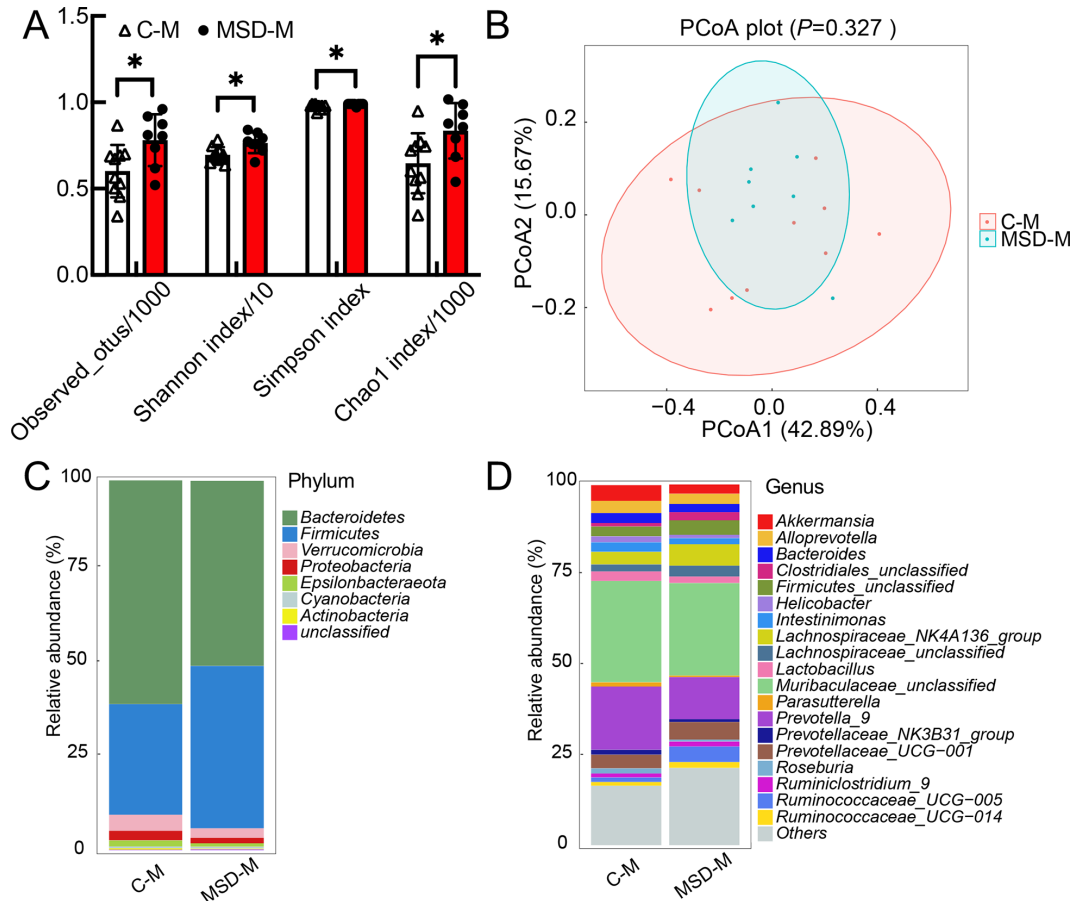 A
1.5
C-M
MSD-M
*
*
*
*
1.0
0.5
0.0
Observed_otus/1000
Shannon index/10
Simpson index
Chao1 index/1000
B
PCoA plot (P=0.327 )
0.2
0.0
−0.2
PCoA2 (15.67%)
−0.4
0.0
0.4
PCoA1 (42.89%)
C-M
MSD-M
C
100
75
50
25
0
Relative abundance (%)
C-M
MSD-M
Phylum
Bacteroidetes
Firmicutes
Verrucomicrobia
Proteobacteria
Epsilonbacteraeota
Cyanobacteria
Actinobacteria
unclassified
D
100
75
50
25
0
Relative abundance (%)
C-M
MSD-M
Genus
Akkermansia
Alloprevotella
Bacteroides
Clostridiales_unclassified
Firmicutes_unclassified
Helicobacter
Intestinimonas
Lachnospiraceae_NK4A136_group
Lachnospiraceae_unclassified
Lactobacillus
Muribaculaceae_unclassified
Parasutterella
Prevotella_9
Prevotellaceae_NK3B31_group
Prevotellaceae_UCG−001
Roseburia
Ruminiclostridium_9
Ruminococcaceae_UCG−005
Ruminococcaceae_UCG−014
Others